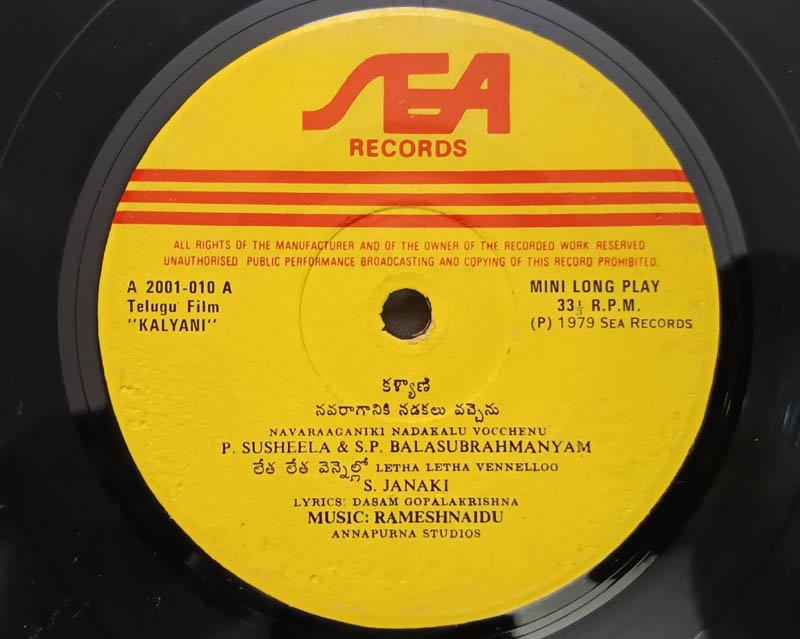 SEA
RECORDS
ALL RIGHTS OF THE MANUFACTURER AND OF THE OWNER OF THE RECORDED WORK RESERVED
UNAUTHORISED PUBLIC PERFORMANCE BROADCASTING AND COPYING OF THIS RECORD PROHIBITED.
A 2001-010 A
Telugu Film
"KALYANI"
MINI LONG PLAY
33⅓ R.P.M.
(P) 1979 SEA RECORDS
కళ్యాణి
నవరాగానికి నడకలు వచ్చెను
NAVARAAGANIKI NADAKALU VOCCHENU
P. SUSHEELA & S.P. BALASUBRAHMANYAM
లేత లేత వెన్నెల్లో LETHA LETHA VENNELLOO
S. JANAKI
LYRICS: DASAM GOPALAKRISHNA
MUSIC: RAMESHNAIDU
ANNAPURNA STUDIOS